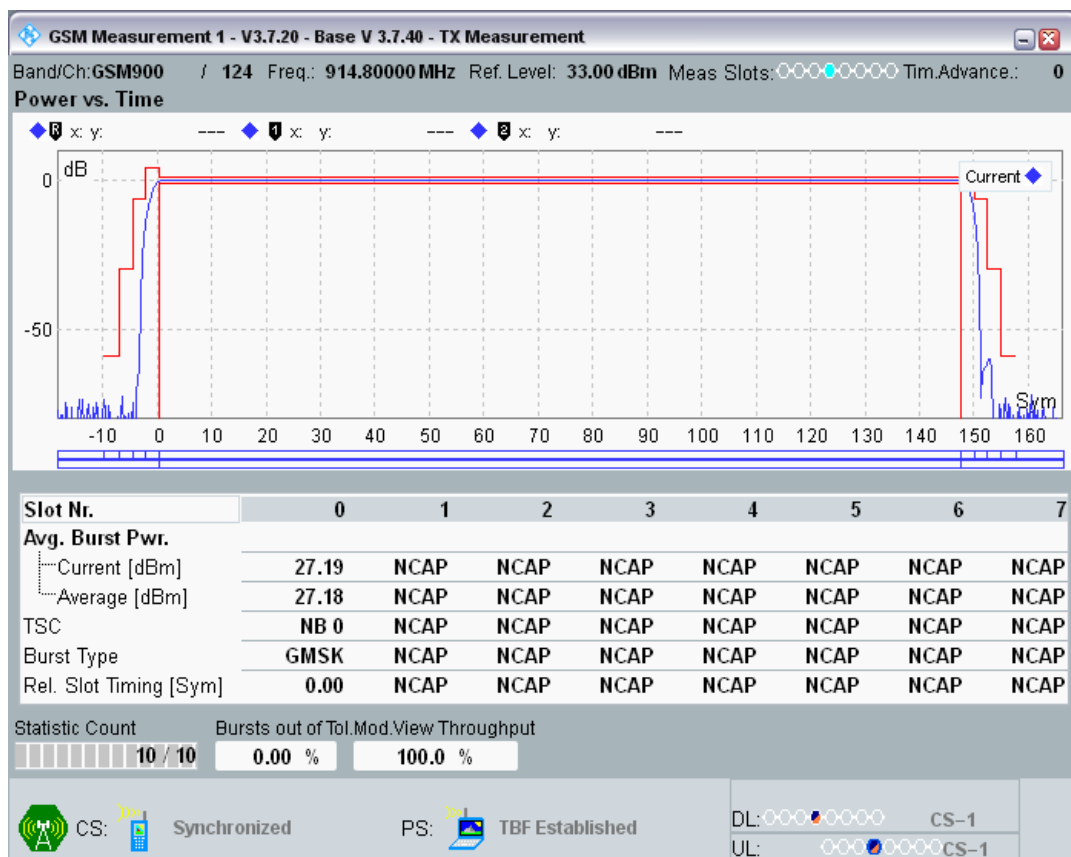 GSM Measurement 1 - V3.7.20 - Base V 3.7.40 - TX Measurement
Band/Ch: GSM900 / 124 Freq.: 914.80000 MHz Ref. Level: 33.00 dBm Meas Slots: Tim.Advance.: 0
Power vs. Time
R x: y: --- 1 x: y: --- 2 x: y: ---
dB
0
Current
-50
Sym
-10 0 10 20 30 40 50 60 70 80 90 100 110 120 130 140 150 160
Slot Nr. 0 1 2 3 4 5 6 7
Avg. Burst Pwr.
Current [dBm] 27.19 NCAP NCAP NCAP NCAP NCAP NCAP NCAP
Average [dBm] 27.18 NCAP NCAP NCAP NCAP NCAP NCAP NCAP
TSC NB 0 NCAP NCAP NCAP NCAP NCAP NCAP NCAP
Burst Type GMSK NCAP NCAP NCAP NCAP NCAP NCAP NCAP
Rel. Slot Timing [Sym] 0.00 NCAP NCAP NCAP NCAP NCAP NCAP NCAP
Statistic Count Bursts out of Tol. Mod.View Throughput
10 / 10 0.00 % 100.0 %
CS: Synchronized PS: TBF Established
DL: CS-1
UL: CS-1